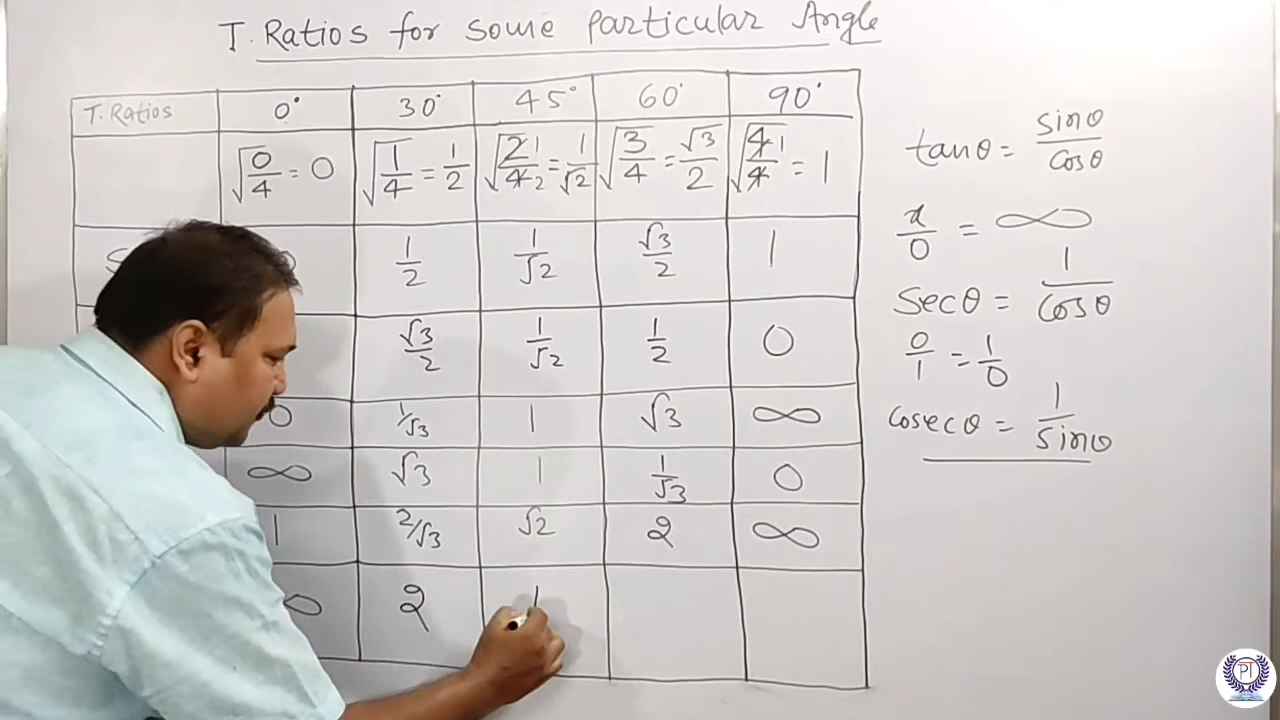 T. Ratios for some particular Angle
T. Ratios 0° 30° 45° 60° 90°
√0/4 = 0 √1/4 = 1/2 √2/4 1/2 = 1/√2 √3/4 = √3/2 √4/4 1 = 1
1/2 1/√2 √3/2 1
√3/2 1/√2 1/2 0
0 1/√3 1 √3 ∞
∞ √3 1 1/√3 0
1 2/√3 √2 2 ∞
∞ 2
tanθ = sinθ/cosθ
x/0 = ∞
secθ = 1/cosθ
0/1 = 1/0
cosecθ = 1/sinθ
PT